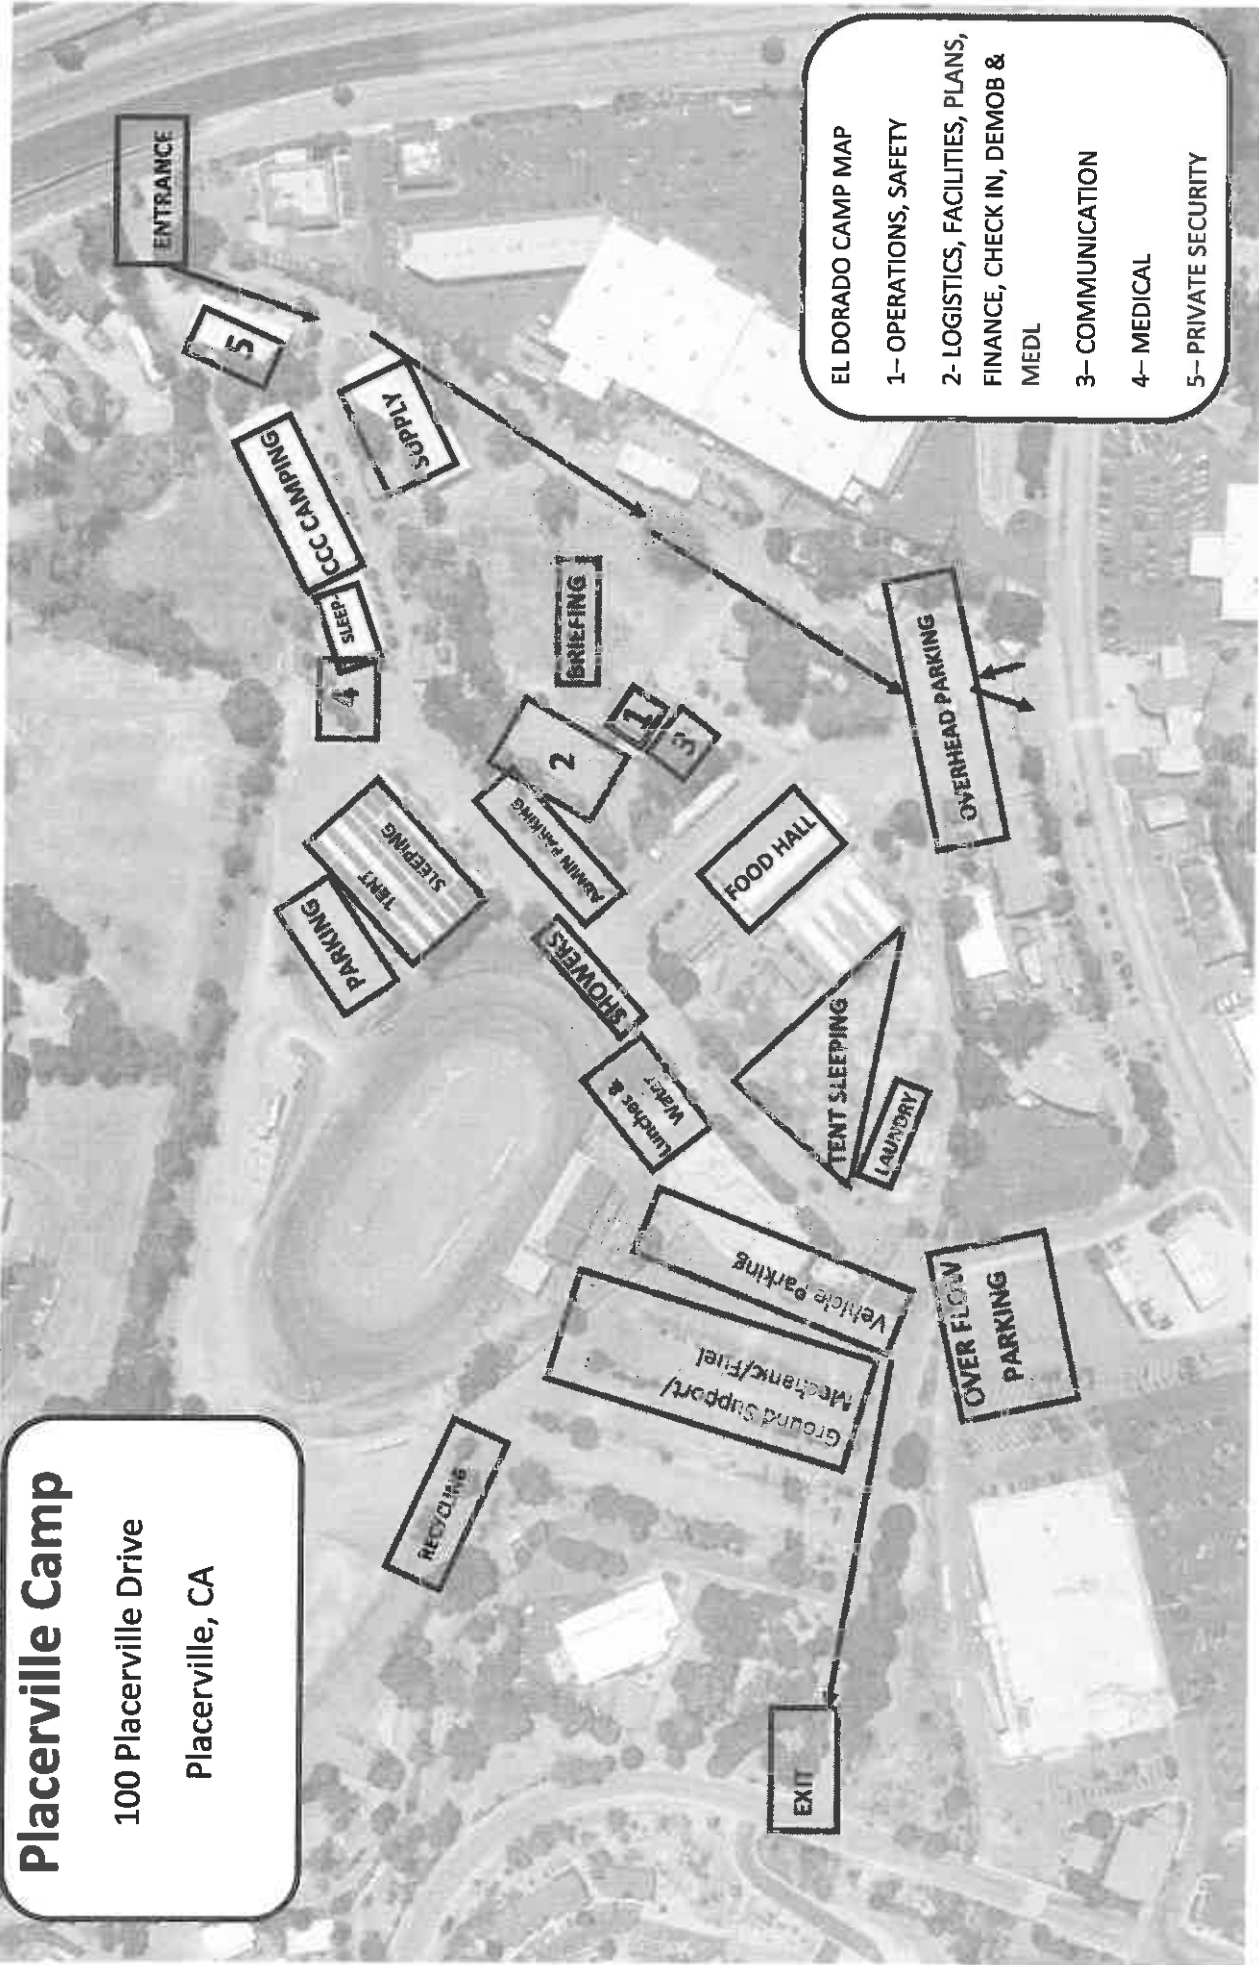 Placerville Camp
100 Placerville Drive
Placerville, CA
ENTRANCE
5
SUPPLY
CCC CAMPING
SLEEP.
4
BRIEFING
1
3
2
ADMIN PARKING
TENT
SLEEPING
PARKING
SHOWERS
Lunches &
Water
FOOD HALL
OVERHEAD PARKING
TENT SLEEPING
LAUNDRY
Vehicle Parking
Ground Support/
Mechanic/Fuel
OVER FLOW
PARKING
RECYCLING
EXIT
EL DORADO CAMP MAP
1– OPERATIONS, SAFETY
2- LOGISTICS, FACILITIES, PLANS,
FINANCE, CHECK IN, DEMOB &
MEDL
3– COMMUNICATION
4– MEDICAL
5– PRIVATE SECURITY